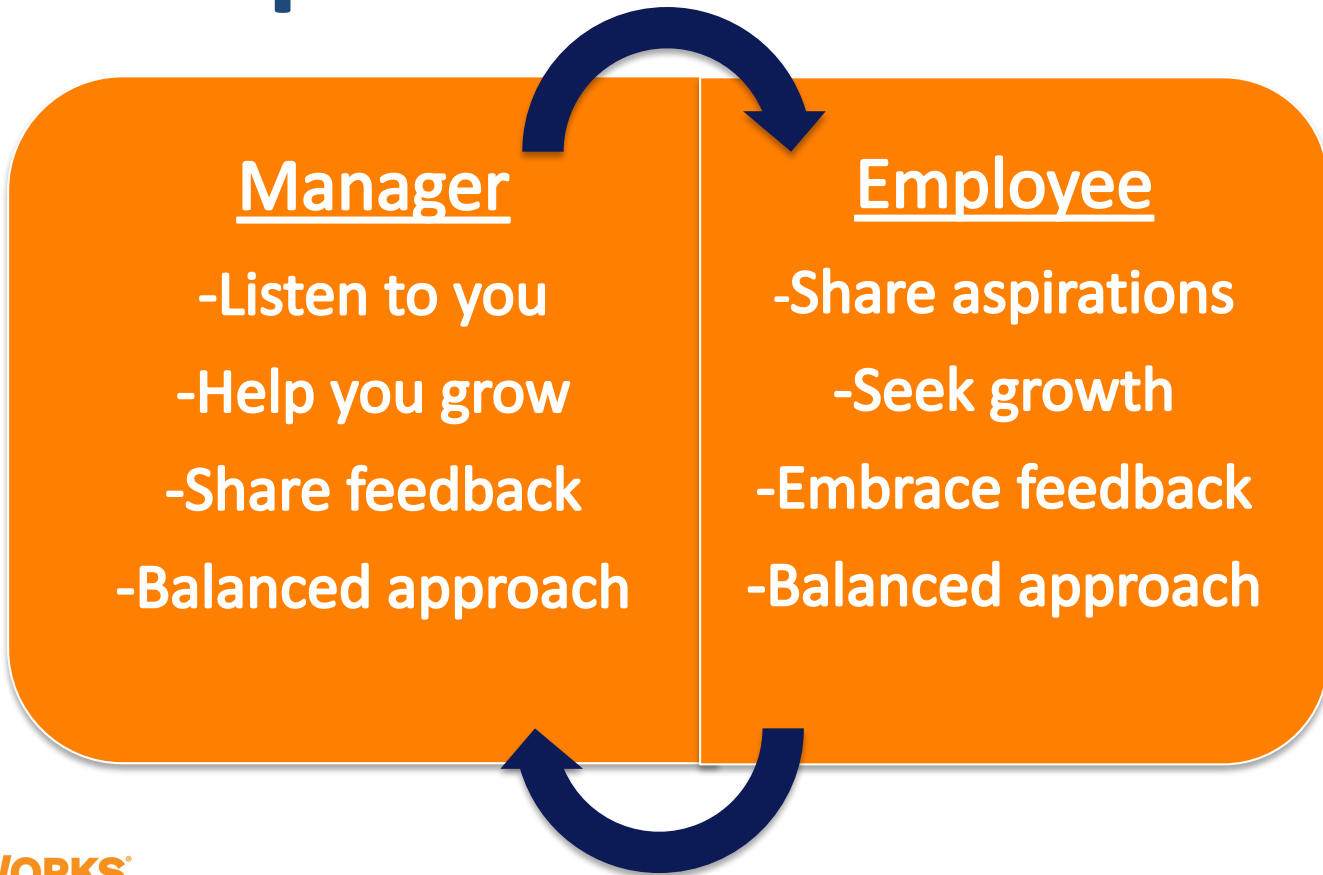 Manager
-Listen to you
-Help you grow
-Share feedback
-Balanced approach
Employee
-Share aspirations
-Seek growth
-Embrace feedback
-Balanced approach
WORKS®